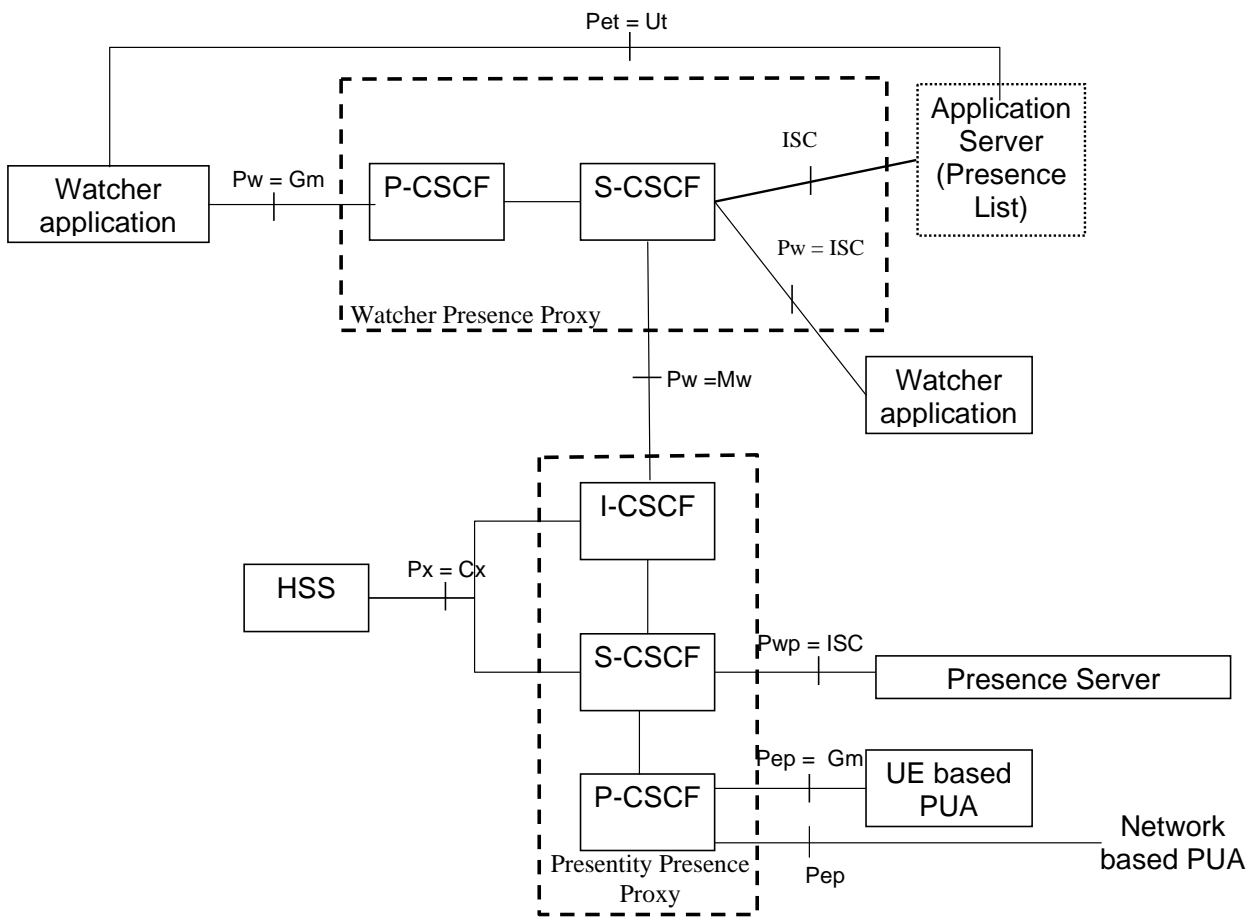 Pet = Ut
Application
Server
(Presence
List)
ISC
Watcher
application
Pw = Gm
P-CSCF
S-CSCF
Pw = ISC
Watcher Presence Proxy
Pw =Mw
Watcher
application
I-CSCF
HSS
Px = Cx
S-CSCF
Pwp = ISC
Presence Server
P-CSCF
Pep = Gm
UE based
PUA
Network
based PUA
Pep
Presentity Presence
Proxy